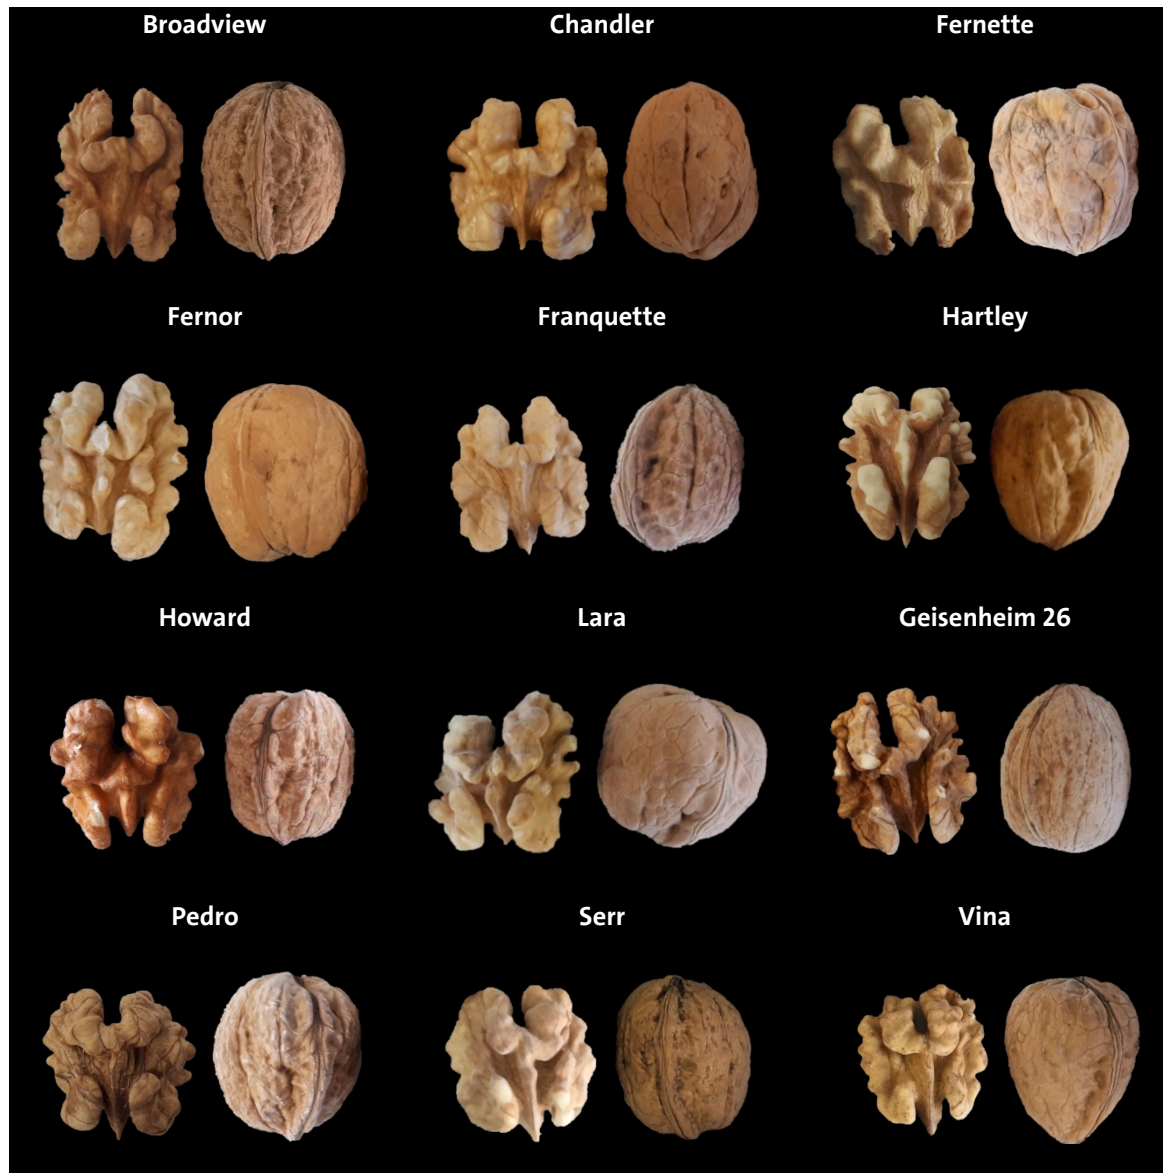 Broadview
Chandler
Fernette
Fernor
Franquette
Hartley
Howard
Lara
Geisenheim 26
Pedro
Serr
Vina